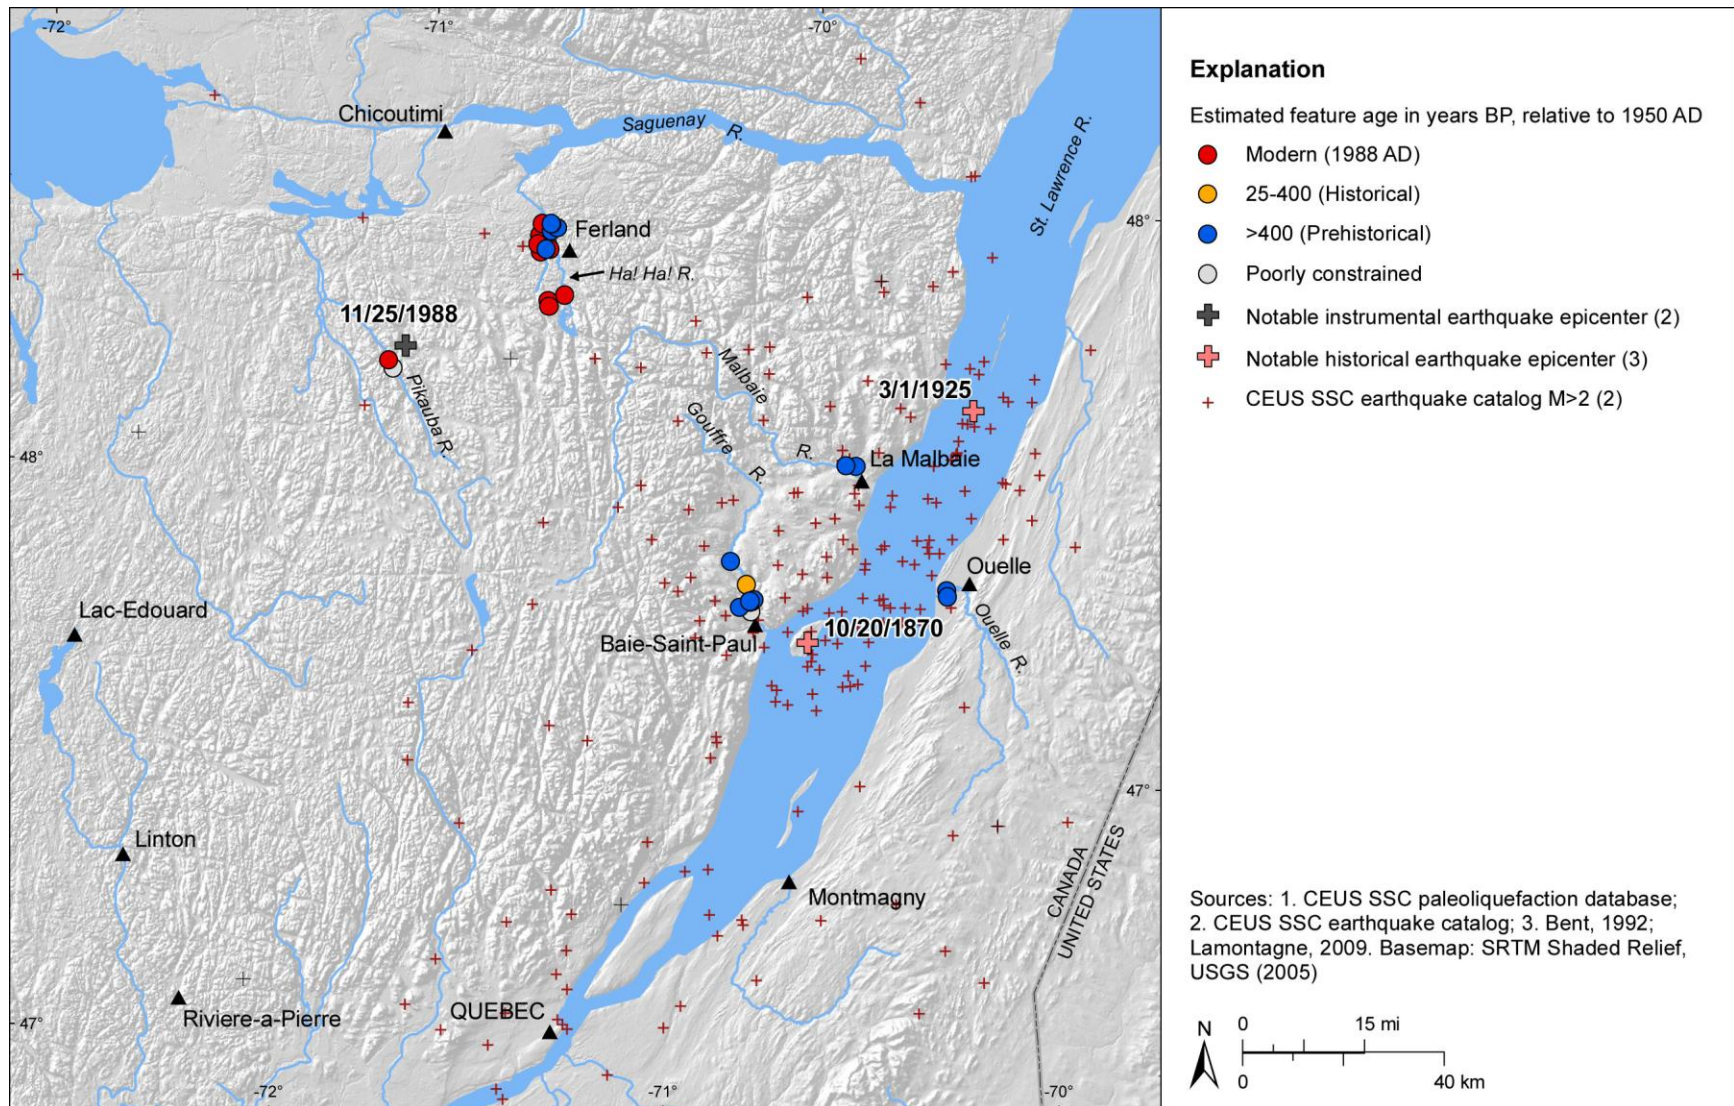 -72°
-71°
-70°
Chicoutimi
Saguenay R.
St. Lawrence R.
48°
Ferland
Ha! Ha! R.
11/25/1988
Pikauba R.
Malbaie R.
3/1/1925
Gouffre R.
48°
La Malbaie
Ouelle
Ouelle R.
Lac-Edouard
Baie-Saint-Paul
10/20/1870
47°
Linton
Montmagny
CANADA
UNITED STATES
Riviere-a-Pierre
QUEBEC
47°
-72°
-71°
-70°
Explanation
Estimated feature age in years BP, relative to 1950 AD
Modern (1988 AD)
25-400 (Historical)
>400 (Prehistorical)
Poorly constrained
Notable instrumental earthquake epicenter (2)
Notable historical earthquake epicenter (3)
CEUS SSC earthquake catalog M>2 (2)
Sources: 1. CEUS SSC paleoliquefaction database;
2. CEUS SSC earthquake catalog; 3. Bent, 1992;
Lamontagne, 2009. Basemap: SRTM Shaded Relief,
USGS (2005)
N
0 15 mi
0 40 km